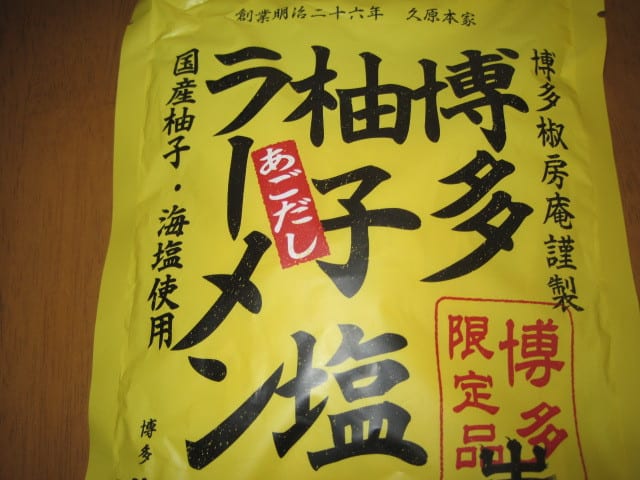 創業明治二十六年 久原本家
博多椒房庵謹製
博多
柚子塩
ラーメン
あごだし
国産柚子・海塩使用
博多
限定品
博多